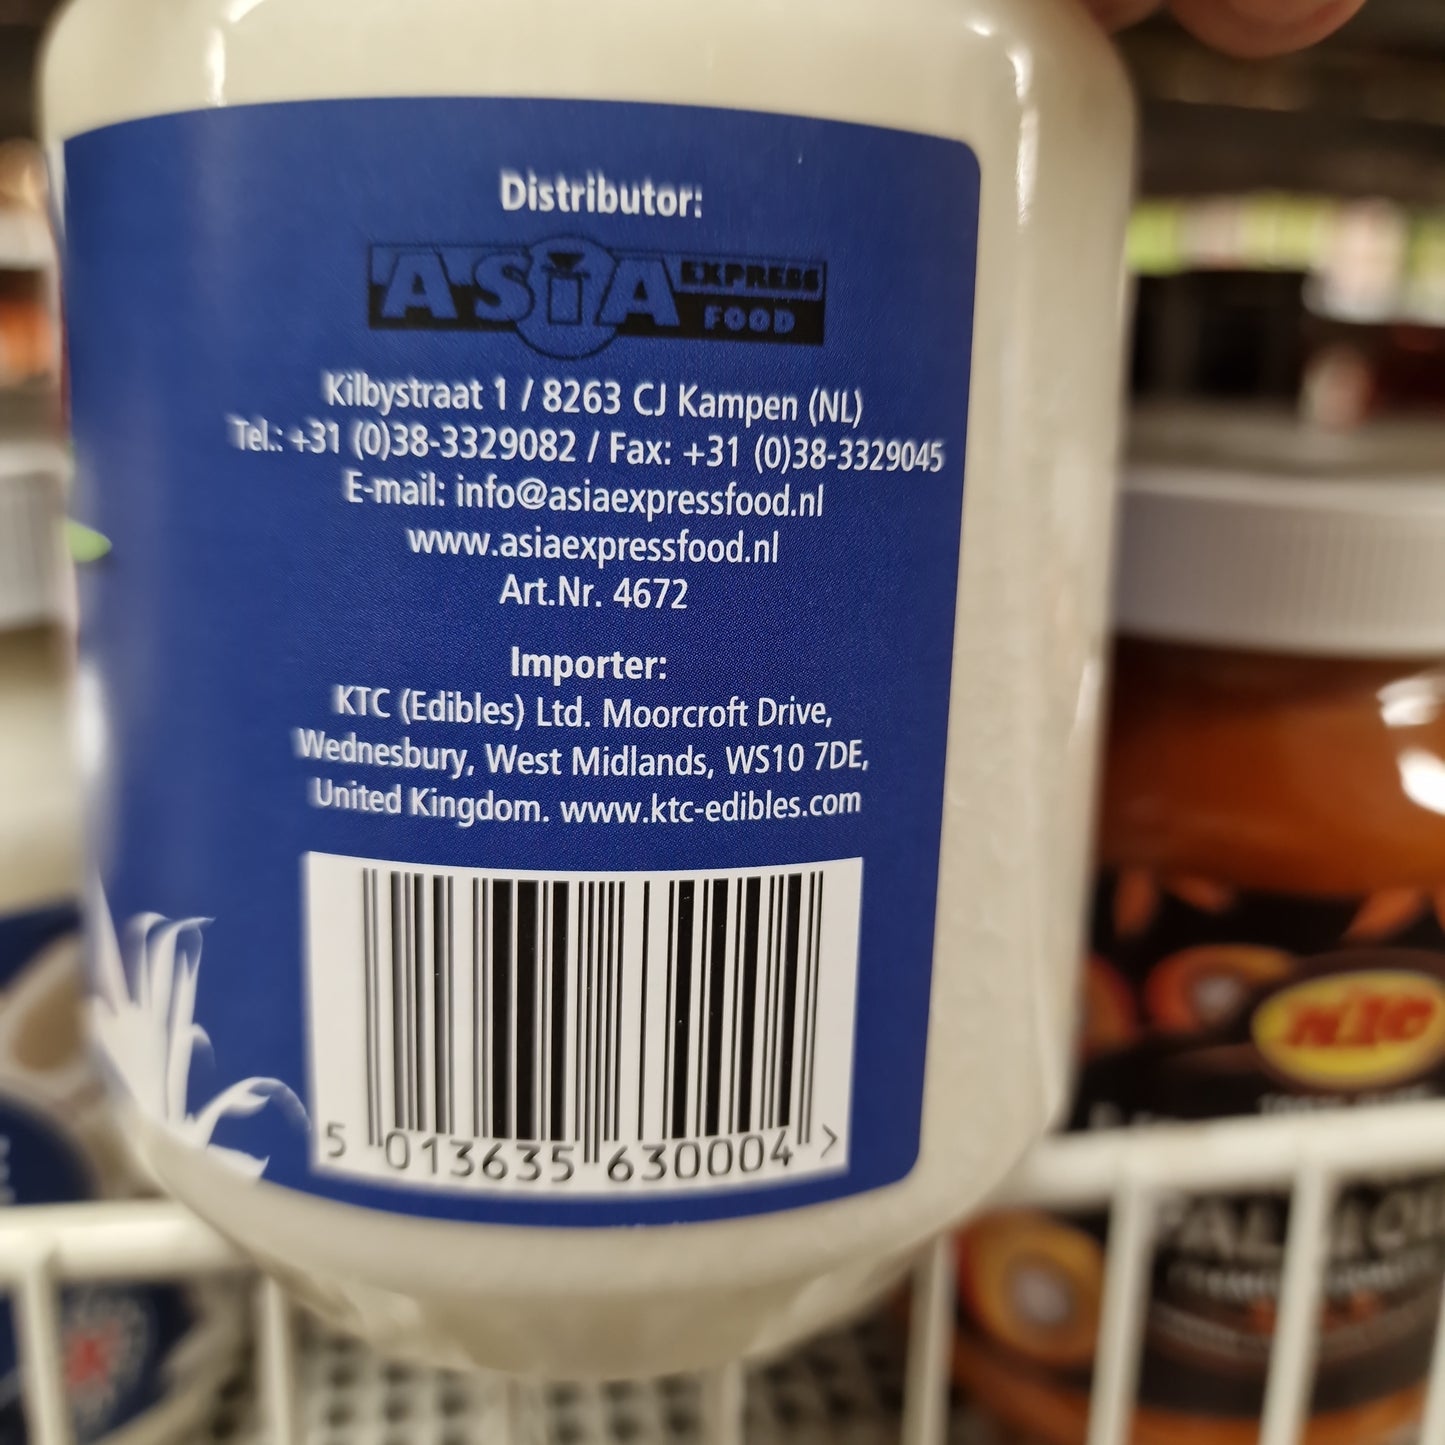 Distributor:
ASIA EXPRESS
FOOD
Kilbystraat 1 / 8263 CJ Kampen (NL)
Tel.: +31 (0)38-3329082 / Fax: +31 (0)38-3329045
E-mail: info@asiaexpressfood.nl
www.asiaexpressfood.nl
Art.Nr. 4672
Importer:
KTC (Edibles) Ltd. Moorcroft Drive,
Wednesbury, West Midlands, WS10 7DE,
United Kingdom. www.ktc-edibles.com
5 013635 630004 >